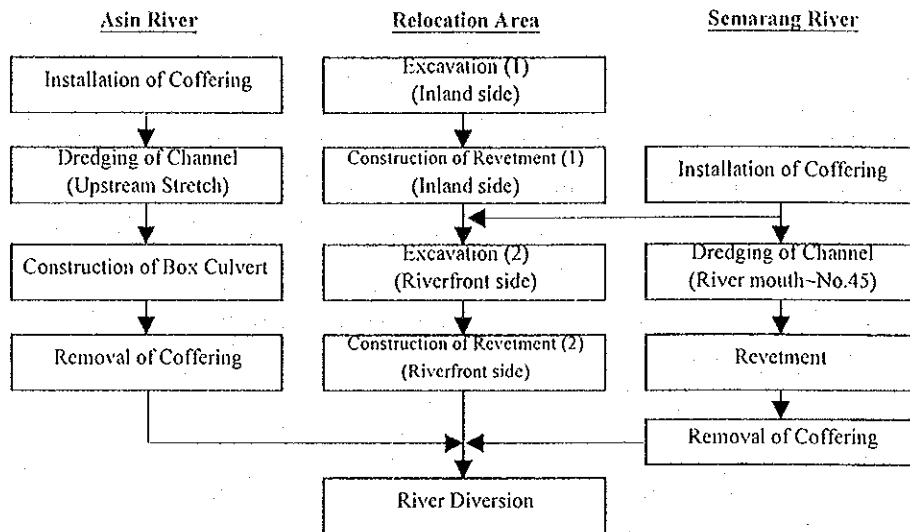 Asin River
Relocation Area
Semarang River
Installation of Coffering
Excavation (1)
(Inland side)
Dredging of Channel
(Upstream Stretch)
Construction of Revetment (1)
(Inland side)
Installation of Coffering
Construction of Box Culvert
Excavation (2)
(Riverfront side)
Dredging of Channel
(River mouth~No.45)
Removal of Coffering
Construction of Revetment (2)
(Riverfront side)
Revetment
Removal of Coffering
River Diversion